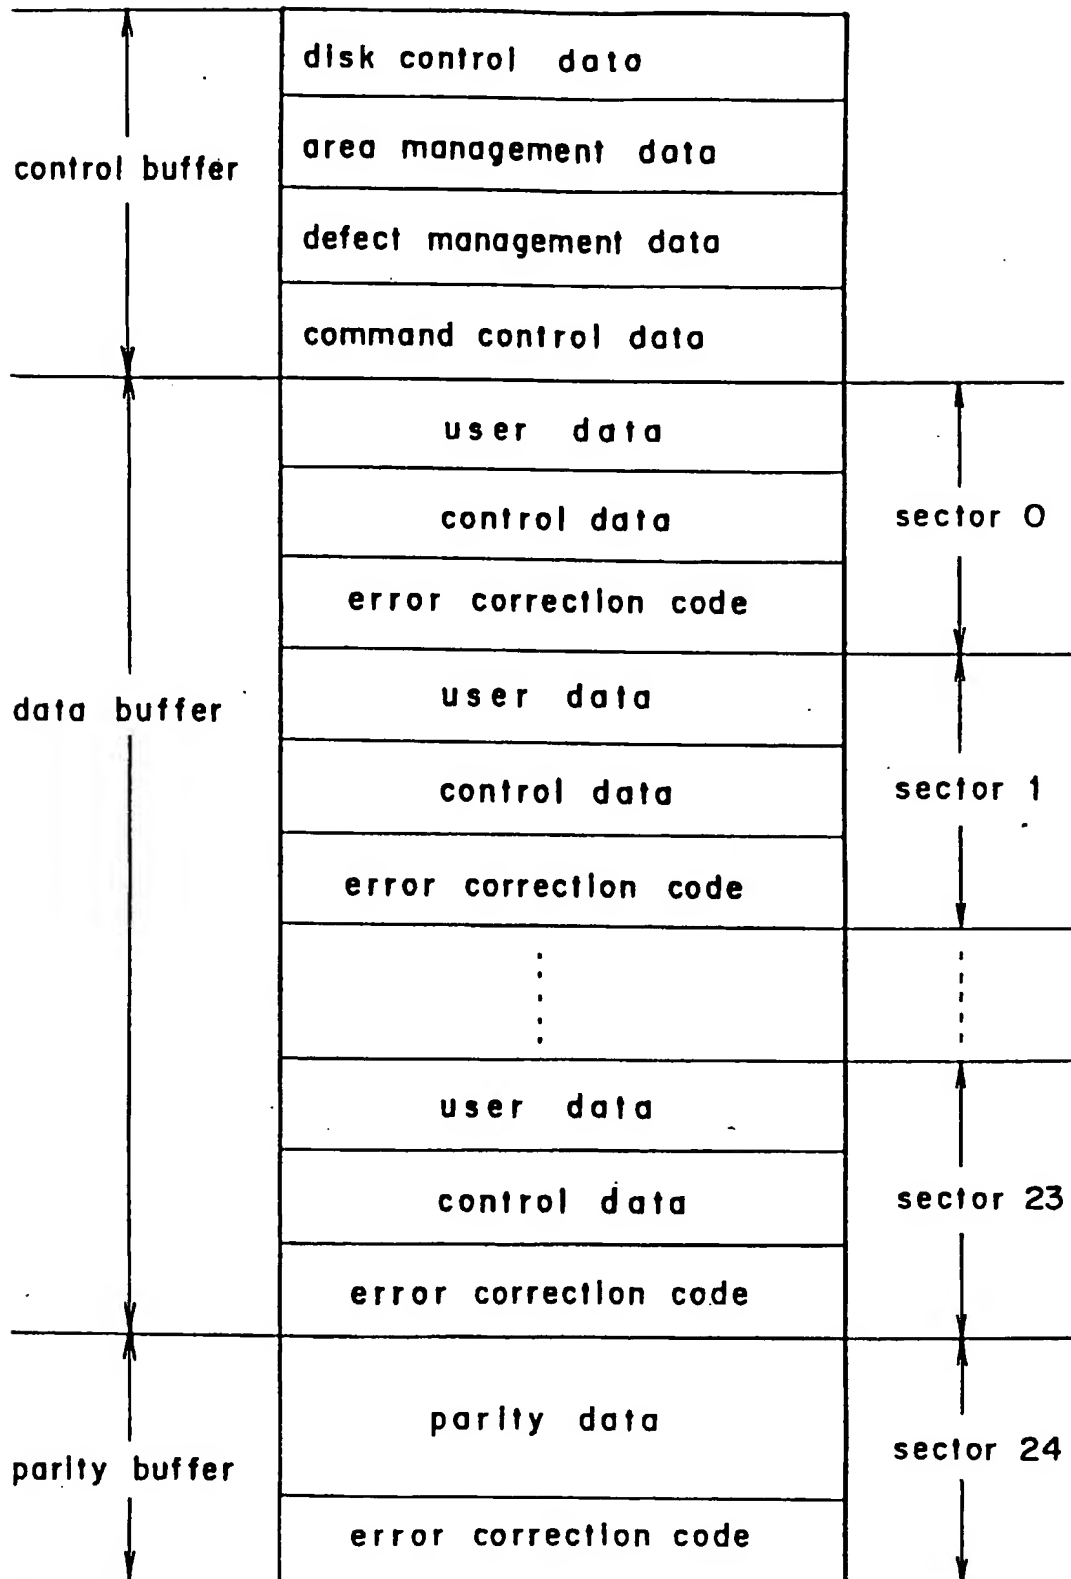 disk control data
area management data
control buffer
defect management data
command control data
user data
control data
sector 0
error correction code
user data
data buffer
control data
sector 1
error correction code
user data
control data
sector 23
error correction code
parity data
parity buffer
sector 24
error correction code